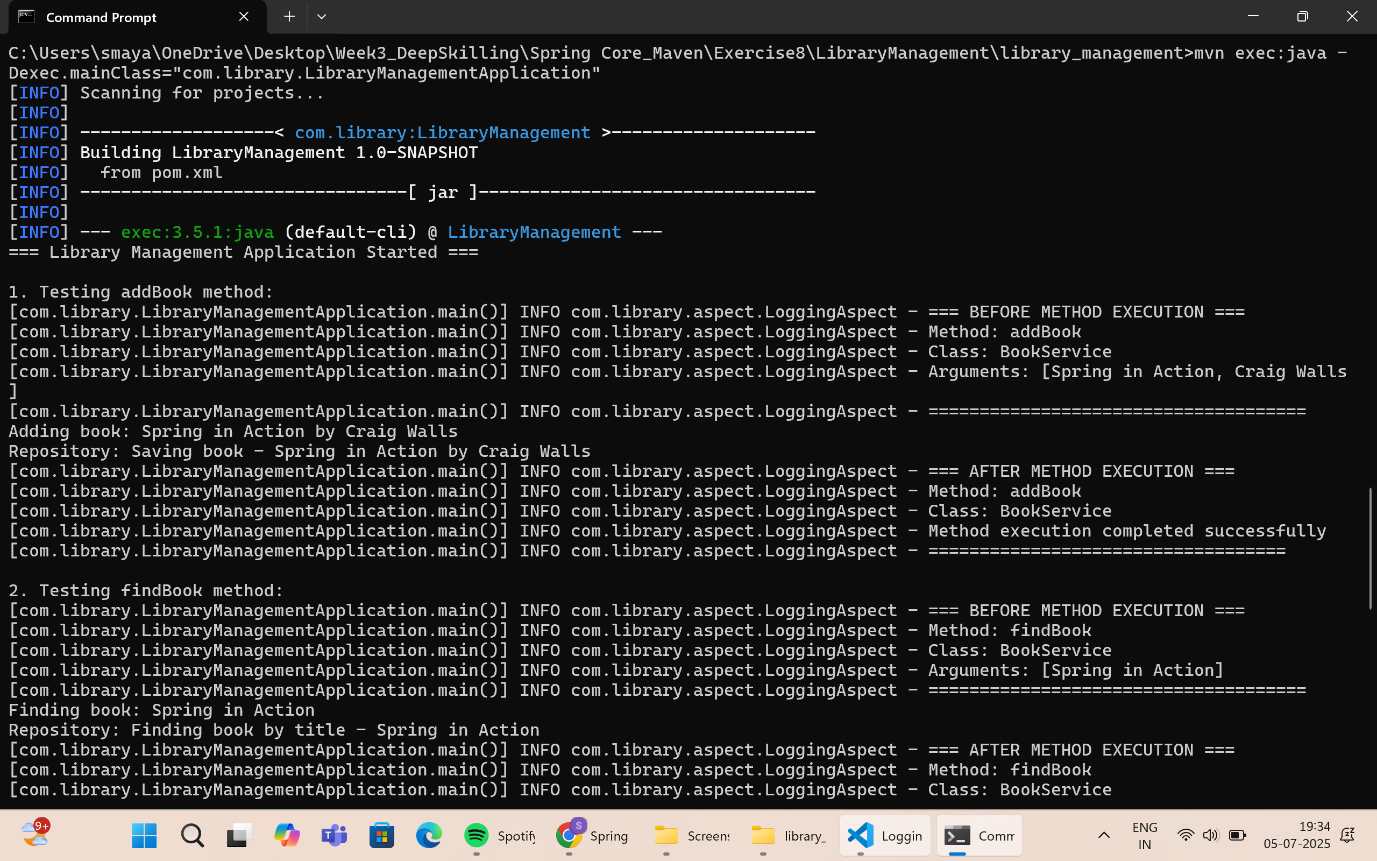 Command Prompt
C:\Users\smaya\OneDrive\Desktop\Week3_DeepSkilling\Spring Core_Maven\Exercise8\LibraryManagement\library_management>mvn exec:java -
Dexec.mainClass="com.library.LibraryManagementApplication"
[INFO] Scanning for projects...
[INFO]
[INFO] -------------------< com.library:LibraryManagement >--------------------
[INFO] Building LibraryManagement 1.0-SNAPSHOT
[INFO]   from pom.xml
[INFO] --------------------------------[ jar ]---------------------------------
[INFO]
[INFO] --- exec:3.5.1:java (default-cli) @ LibraryManagement ---
=== Library Management Application Started ===
1. Testing addBook method:
[com.library.LibraryManagementApplication.main()] INFO com.library.aspect.LoggingAspect - === BEFORE METHOD EXECUTION ===
[com.library.LibraryManagementApplication.main()] INFO com.library.aspect.LoggingAspect - Method: addBook
[com.library.LibraryManagementApplication.main()] INFO com.library.aspect.LoggingAspect - Class: BookService
[com.library.LibraryManagementApplication.main()] INFO com.library.aspect.LoggingAspect - Arguments: [Spring in Action, Craig Walls
]
[com.library.LibraryManagementApplication.main()] INFO com.library.aspect.LoggingAspect - =====================================
Adding book: Spring in Action by Craig Walls
Repository: Saving book - Spring in Action by Craig Walls
[com.library.LibraryManagementApplication.main()] INFO com.library.aspect.LoggingAspect - === AFTER METHOD EXECUTION ===
[com.library.LibraryManagementApplication.main()] INFO com.library.aspect.LoggingAspect - Method: addBook
[com.library.LibraryManagementApplication.main()] INFO com.library.aspect.LoggingAspect - Class: BookService
[com.library.LibraryManagementApplication.main()] INFO com.library.aspect.LoggingAspect - Method execution completed successfully
[com.library.LibraryManagementApplication.main()] INFO com.library.aspect.LoggingAspect - ===================================
2. Testing findBook method:
[com.library.LibraryManagementApplication.main()] INFO com.library.aspect.LoggingAspect - === BEFORE METHOD EXECUTION ===
[com.library.LibraryManagementApplication.main()] INFO com.library.aspect.LoggingAspect - Method: findBook
[com.library.LibraryManagementApplication.main()] INFO com.library.aspect.LoggingAspect - Class: BookService
[com.library.LibraryManagementApplication.main()] INFO com.library.aspect.LoggingAspect - Arguments: [Spring in Action]
[com.library.LibraryManagementApplication.main()] INFO com.library.aspect.LoggingAspect - =====================================
Finding book: Spring in Action
Repository: Finding book by title - Spring in Action
[com.library.LibraryManagementApplication.main()] INFO com.library.aspect.LoggingAspect - === AFTER METHOD EXECUTION ===
[com.library.LibraryManagementApplication.main()] INFO com.library.aspect.LoggingAspect - Method: findBook
[com.library.LibraryManagementApplication.main()] INFO com.library.aspect.LoggingAspect - Class: BookService
9+
Spotify
S
Spring
Screens
library_
Loggin
Comm
ENG
IN
19:34
05-07-2025